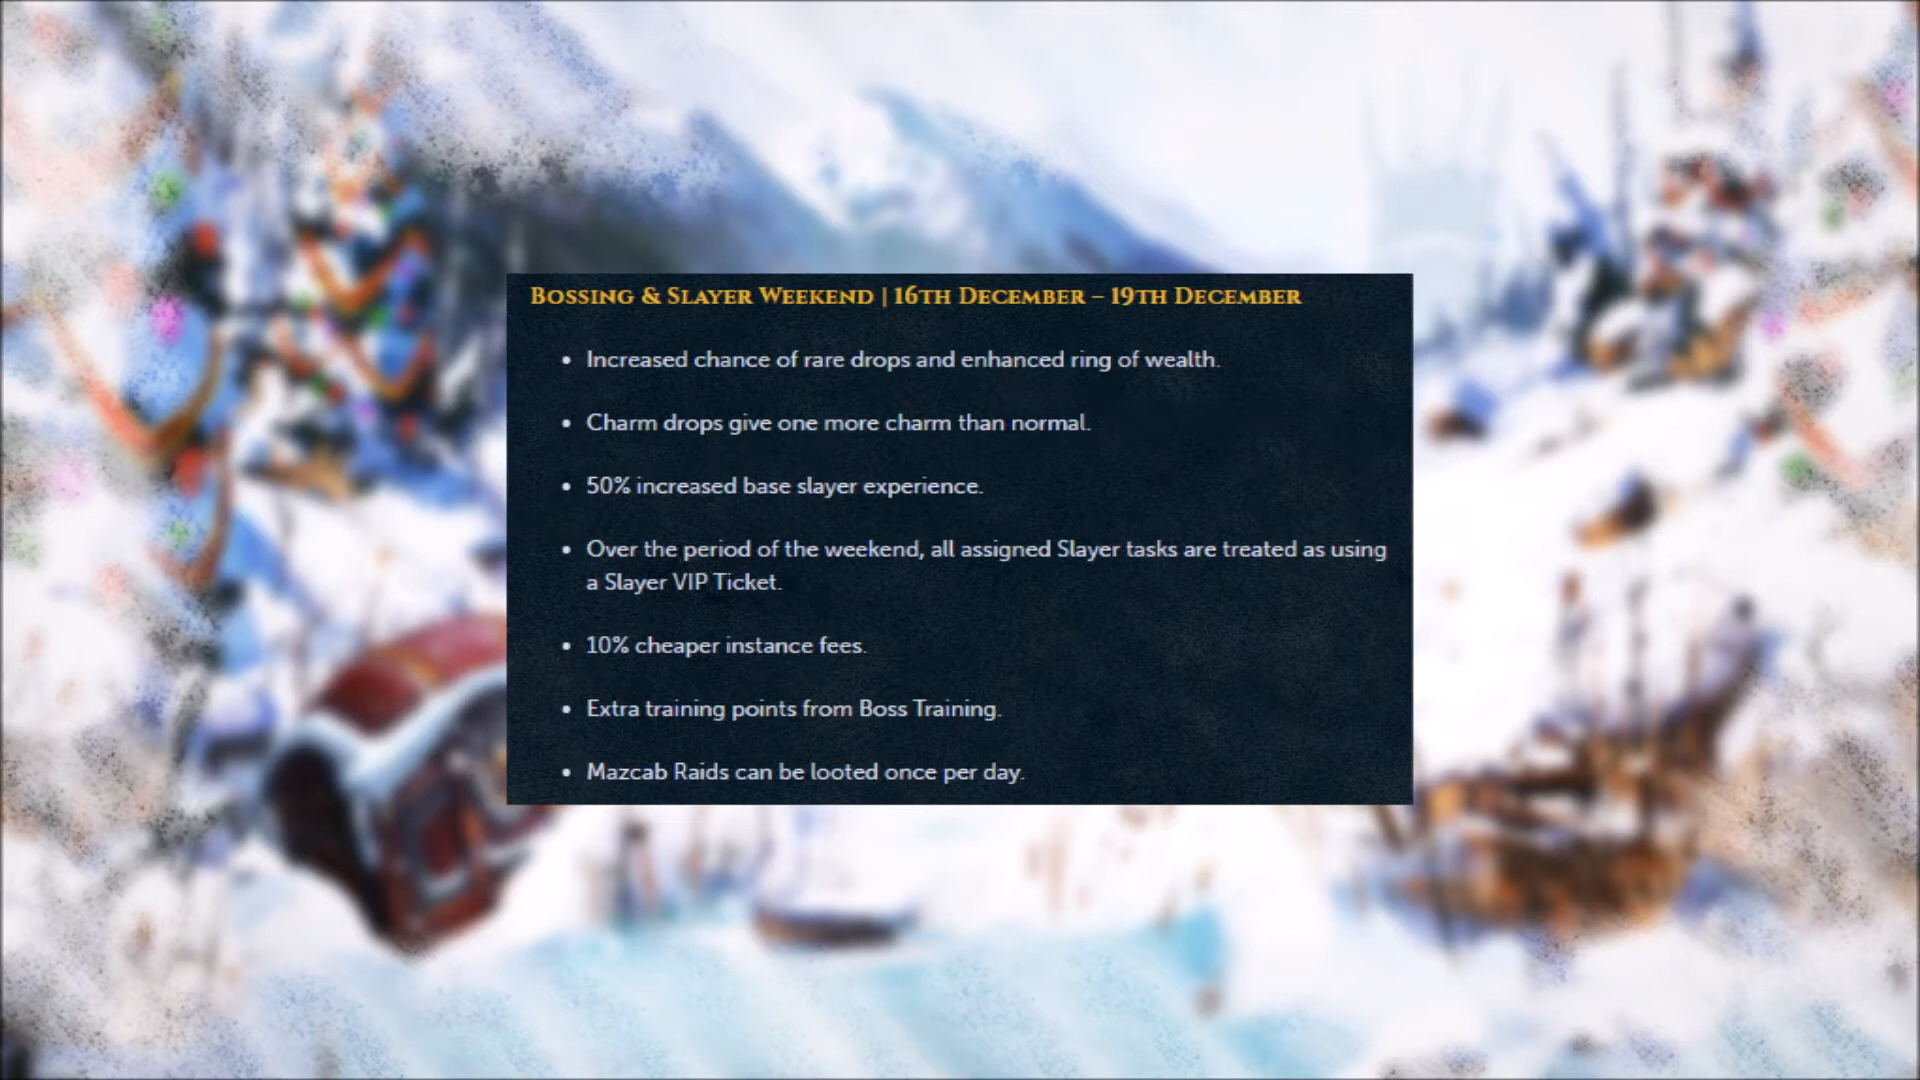 Bossing & Slayer Weekend | 16th December – 19th December
• Increased chance of rare drops and enhanced ring of wealth.
• Charm drops give one more charm than normal.
• 50% increased base slayer experience.
• Over the period of the weekend, all assigned Slayer tasks are treated as using
a Slayer VIP Ticket.
• 10% cheaper instance fees.
• Extra training points from Boss Training.
• Mazcab Raids can be looted once per day.